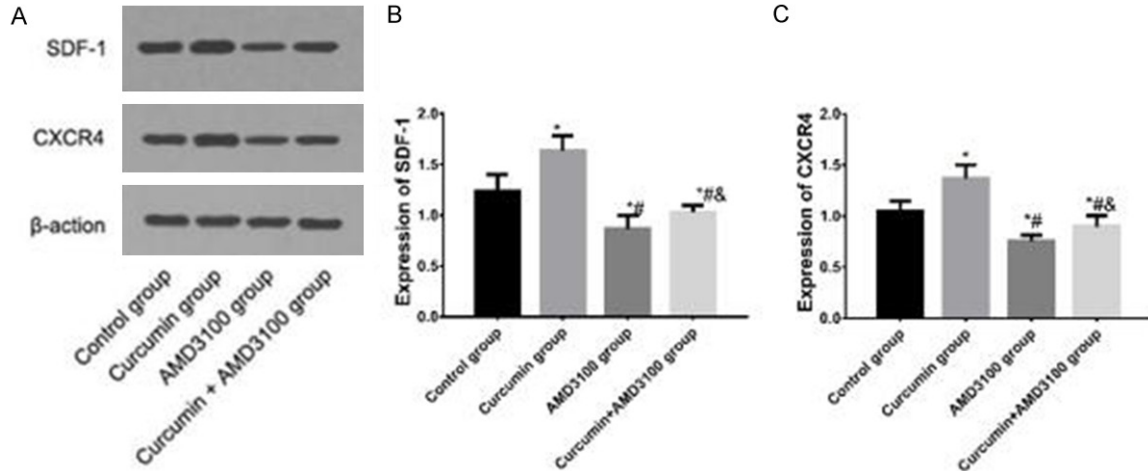 A
SDF-1
CXCR4
β-action
Control group
Curcumin group
AMD3100 group
Curcumin + AMD3100 group
B
Expression of SDF-1
2.0
1.5
1.0
0.5
0.0
*
*#
*#&
Control group
Curcumin group
AMD3100 group
Curcumin+AMD3100 group
C
Expression of CXCR4
2.0
1.5
1.0
0.5
0.0
*
*#
*#&
Control group
Curcumin group
AMD3100 group
Curcumin+AMD3100 group